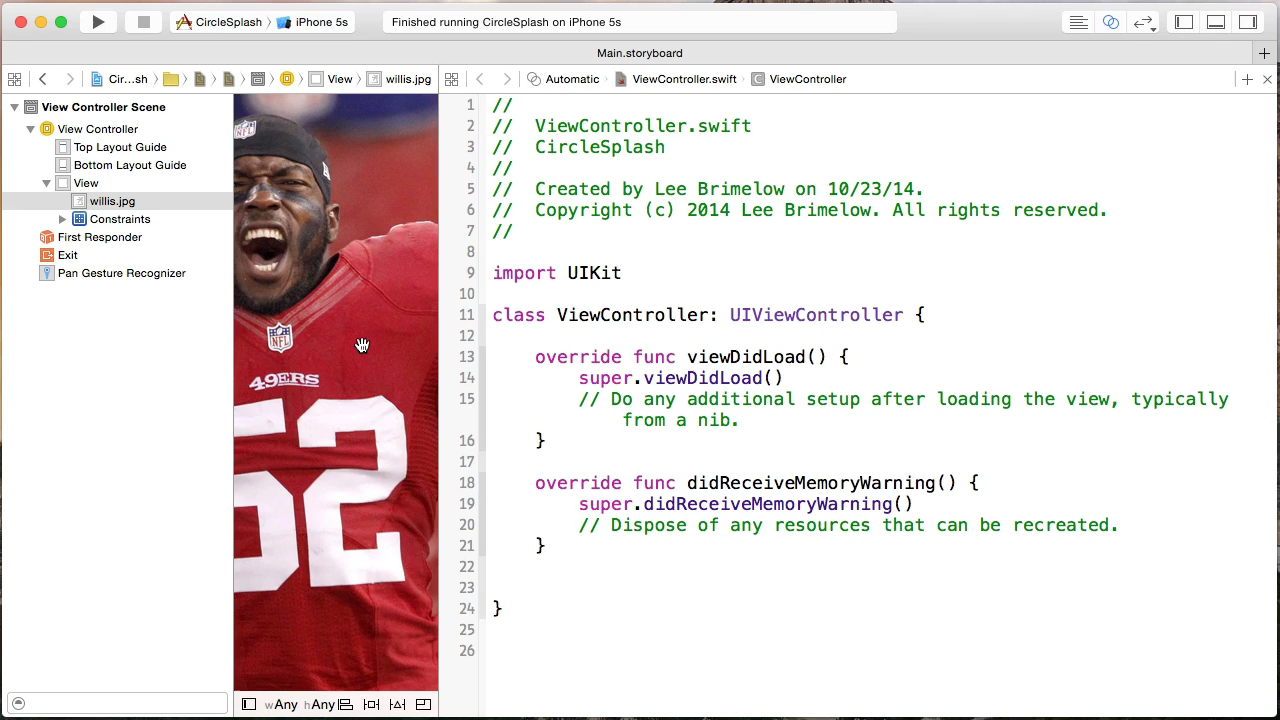 CircleSplash iPhone 5s
Finished running CircleSplash on iPhone 5s
Main.storyboard
Cir...sh View willis.jpg
Automatic ViewController.swift ViewController
View Controller Scene
View Controller
Top Layout Guide
Bottom Layout Guide
View
willis.jpg
Constraints
First Responder
Exit
Pan Gesture Recognizer
NFL
NFL
49ERS
52
wAny hAny
1 //
2 // ViewController.swift
3 // CircleSplash
4 //
5 // Created by Lee Brimelow on 10/23/14.
6 // Copyright (c) 2014 Lee Brimelow. All rights reserved.
7 //
8
9 import UIKit
10
11 class ViewController: UIViewController {
12
13 override func viewDidLoad() {
14 super.viewDidLoad()
15 // Do any additional setup after loading the view, typically
from a nib.
16 }
17
18 override func didReceiveMemoryWarning() {
19 super.didReceiveMemoryWarning()
20 // Dispose of any resources that can be recreated.
21 }
22
23
24 }
25
26